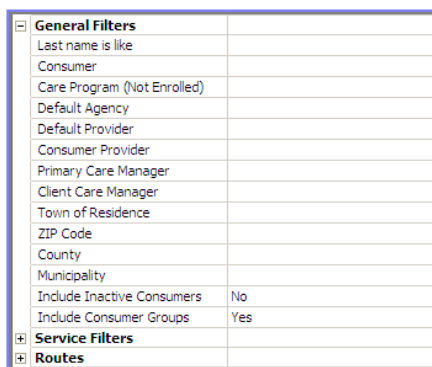 General Filters
Last name is like
Consumer
Care Program (Not Enrolled)
Default Agency
Default Provider
Consumer Provider
Primary Care Manager
Client Care Manager
Town of Residence
ZIP Code
County
Municipality
Include Inactive Consumers No
Include Consumer Groups Yes
Service Filters
Routes